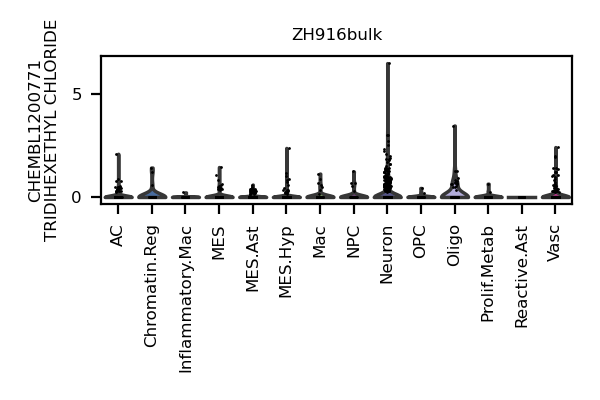 ZH916bulk
CHEMBL1200771
TRIDIHEXETHYL CHLORIDE
5
0
AC
Chromatin.Reg
Inflammatory.Mac
MES
MES.Ast
MES.Hyp
Mac
NPC
Neuron
OPC
Oligo
Prolif.Metab
Reactive.Ast
Vasc